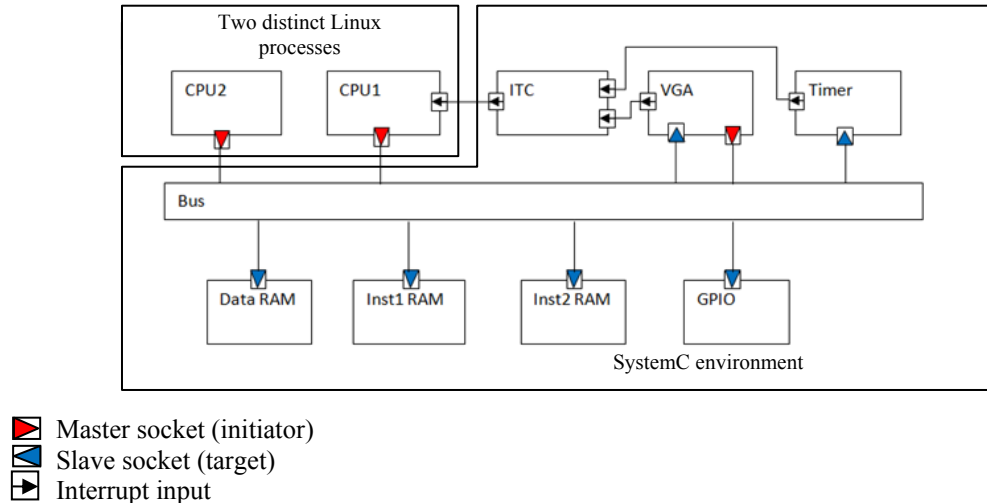 Two distinct Linux
processes
CPU2
CPU1
ITC
VGA
Timer
Bus
Data RAM
Inst1 RAM
Inst2 RAM
GPIO
SystemC environment
Master socket (initiator)
Slave socket (target)
Interrupt input